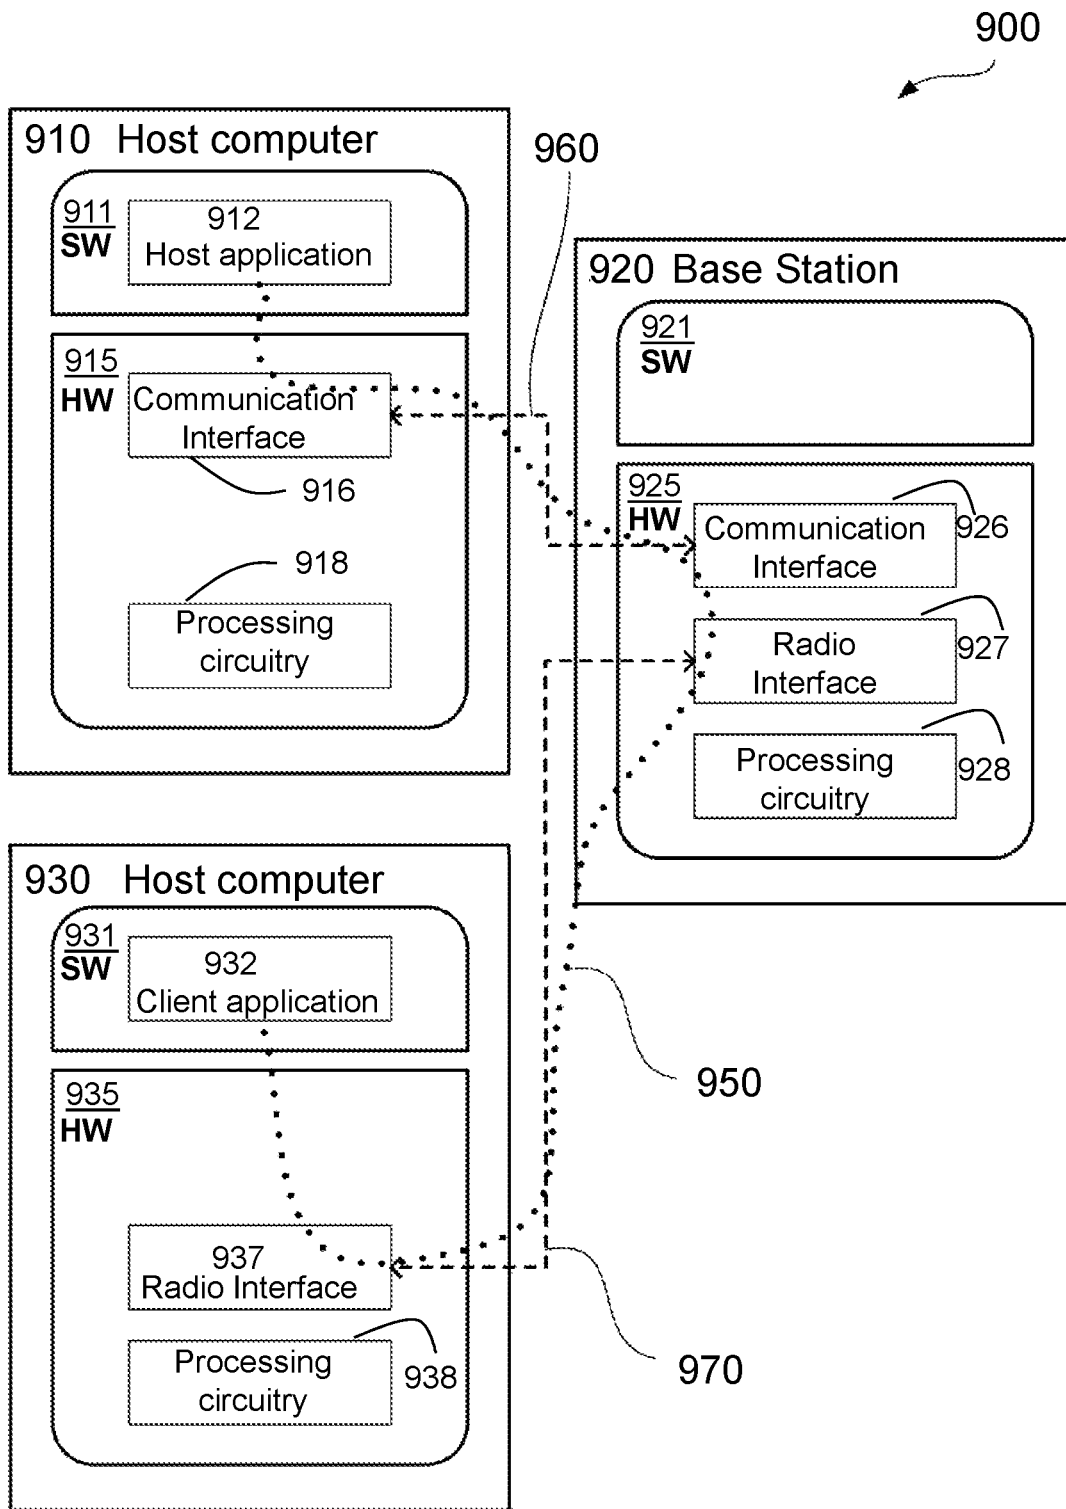 900
910 Host computer
960
911
SW
912
Host application
920 Base Station
921
SW
915
HW
Communication
Interface
916
925
HW
Communication
Interface
926
918
Processing
circuitry
Radio
Interface
927
Processing
circuitry
928
930 Host computer
931
SW
932
Client application
950
935
HW
937
Radio Interface
970
Processing
circuitry
938